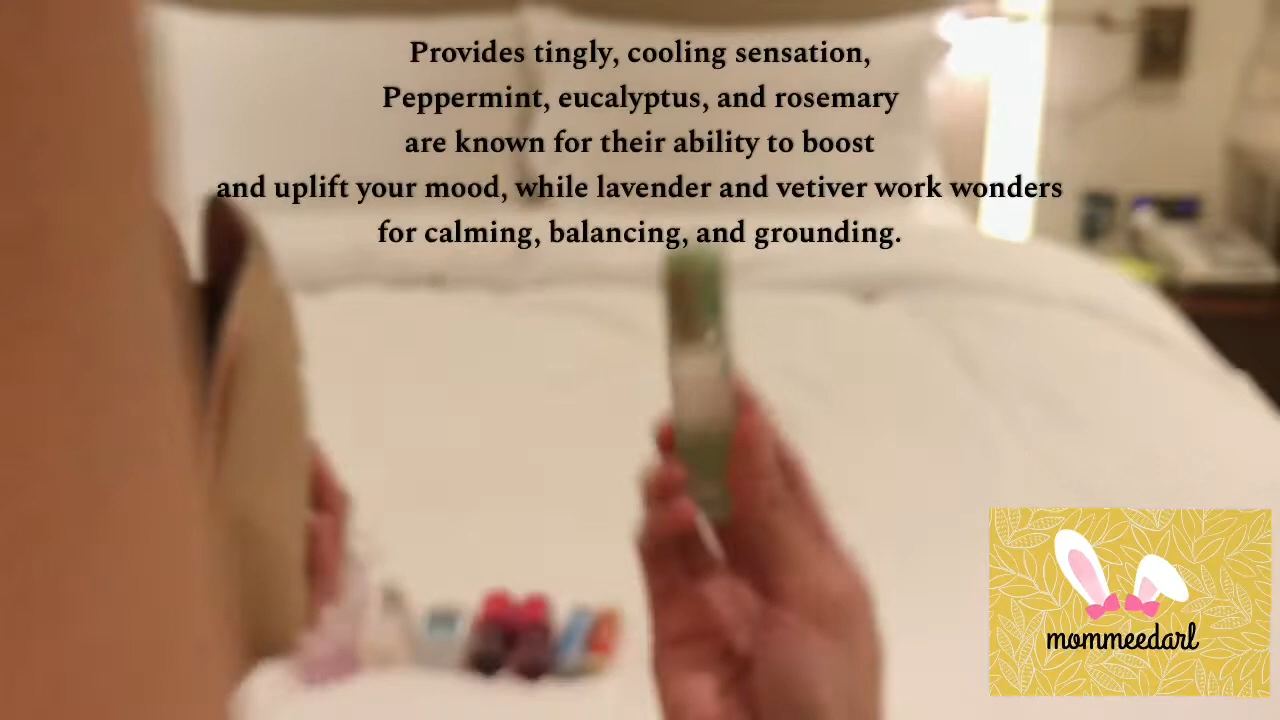 Provides tingly, cooling sensation,
Peppermint, eucalyptus, and rosemary
are known for their ability to boost
and uplift your mood, while lavender and vetiver work wonders
for calming, balancing, and grounding.
mommeedarl